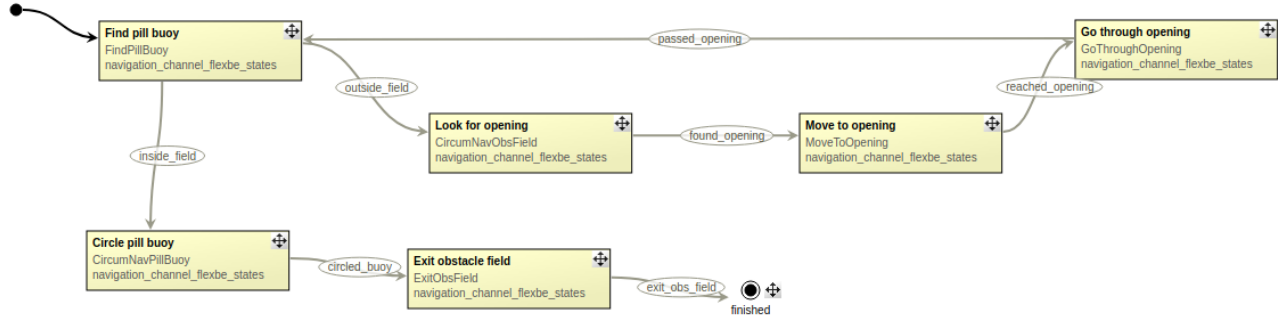 Find pill buoy
FindPillBuoy
navigation_channel_flexbe_states
passed_opening
Go through opening
GoThroughOpening
navigation_channel_flexbe_states
outside_field
reached_opening
Look for opening
CircumNavObsField
navigation_channel_flexbe_states
found_opening
Move to opening
MoveToOpening
navigation_channel_flexbe_states
inside_field
Circle pill buoy
CircumNavPillBuoy
navigation_channel_flexbe_states
circled_buoy
Exit obstacle field
ExitObsField
navigation_channel_flexbe_states
exit_obs_field
finished